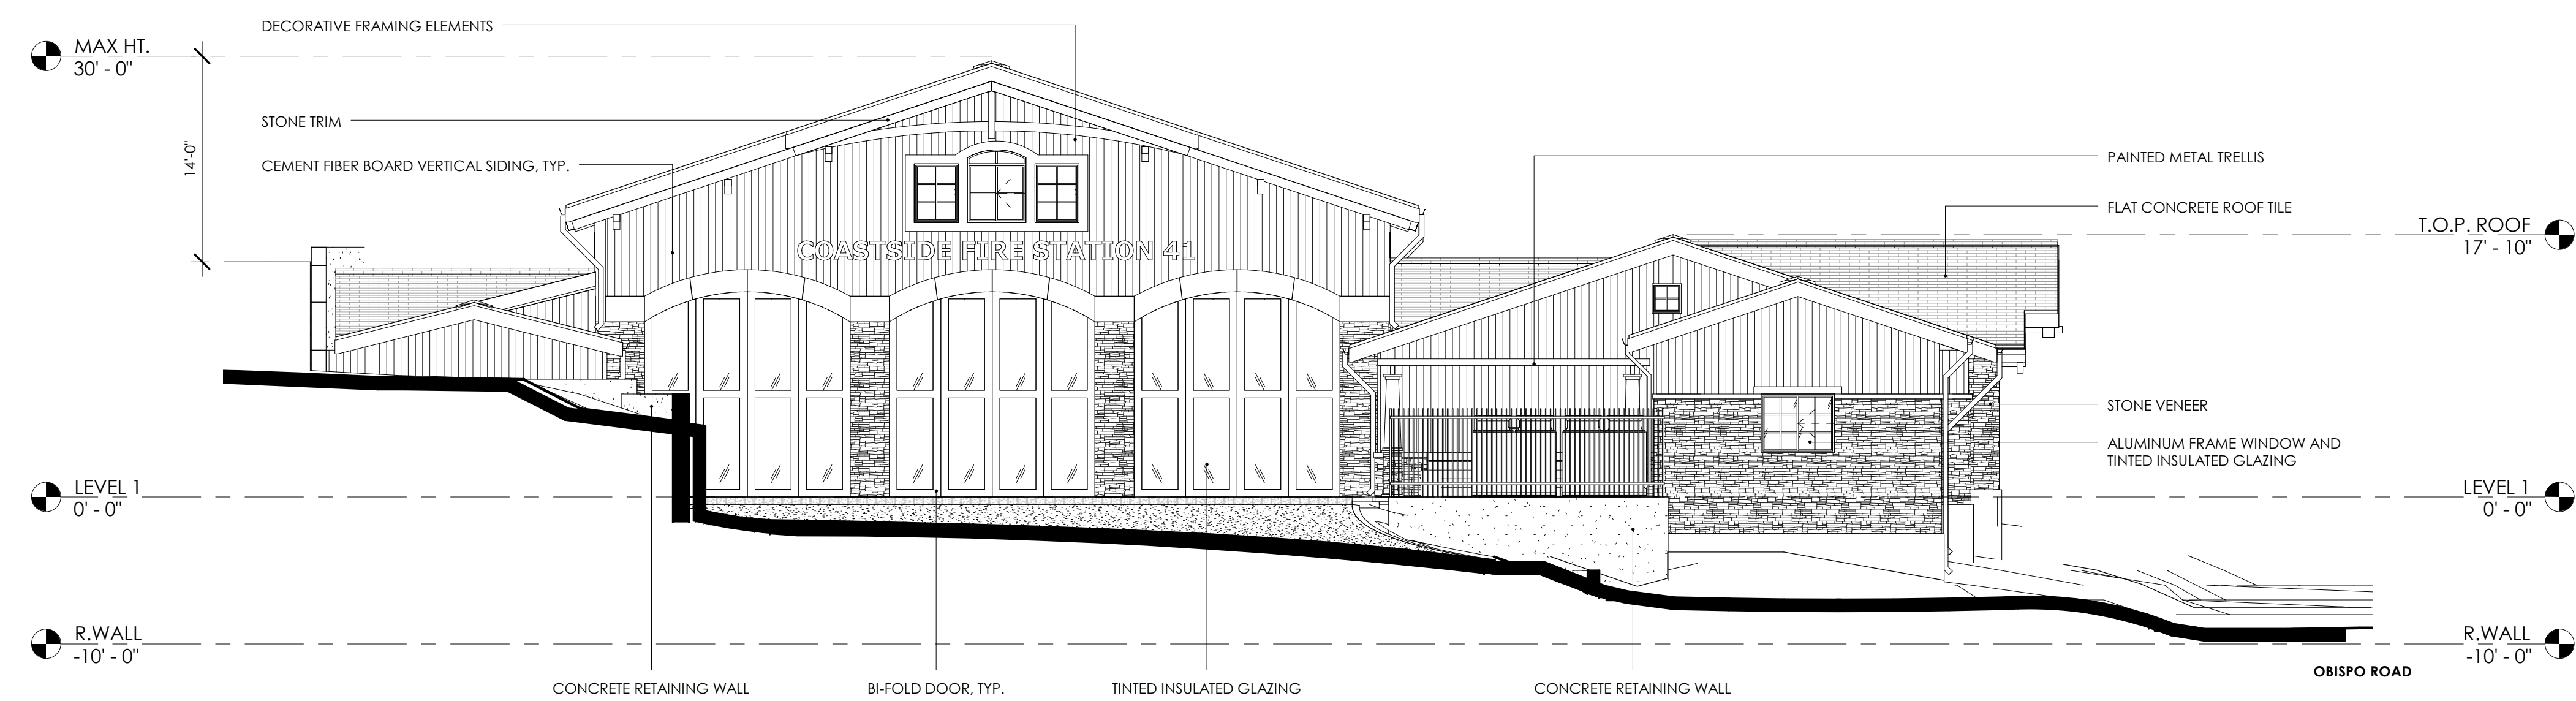 DECORATIVE FRAMING ELEMENTS
MAX HT.
30' - 0"
STONE TRIM
14'-0"
CEMENT FIBER BOARD VERTICAL SIDING, TYP.
PAINTED METAL TRELLIS
FLAT CONCRETE ROOF TILE
T.O.P. ROOF
17' - 10"
COASTSIDE FIRE STATION 41
STONE VENEER
ALUMINUM FRAME WINDOW AND
TINTED INSULATED GLAZING
LEVEL 1
0' - 0"
LEVEL 1
0' - 0"
R.WALL
-10' - 0"
R.WALL
-10' - 0"
OBISPO ROAD
CONCRETE RETAINING WALL
BI-FOLD DOOR, TYP.
TINTED INSULATED GLAZING
CONCRETE RETAINING WALL